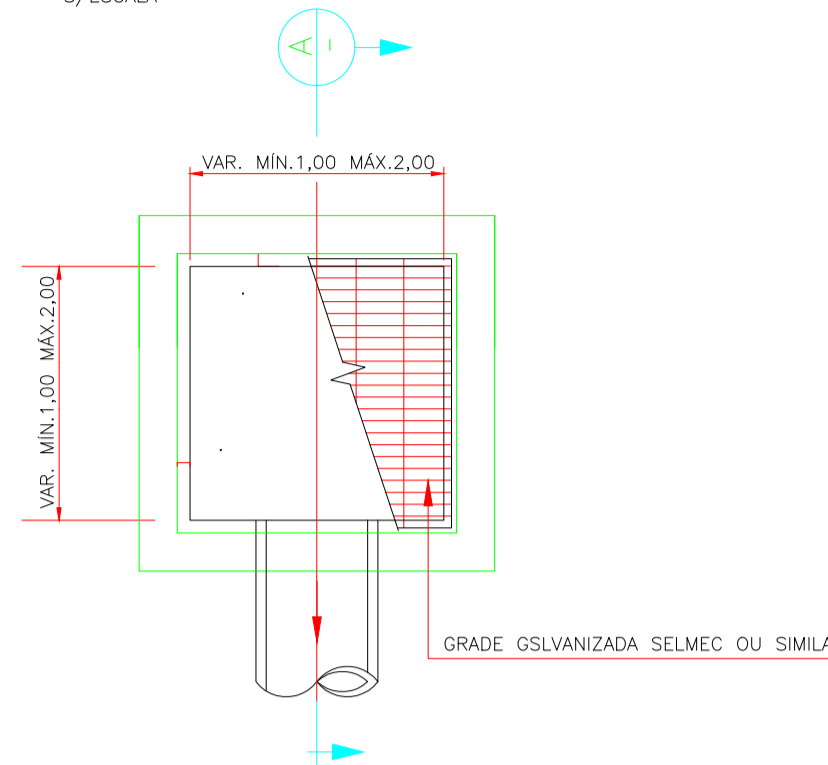 S/ESCALA
A
-
VAR. MÍN.1,00 MÁX.2,00
VAR. MÍN.1,00 MÁX.2,00
GRADE GSLVANIZADA SELMEC OU SIMILA